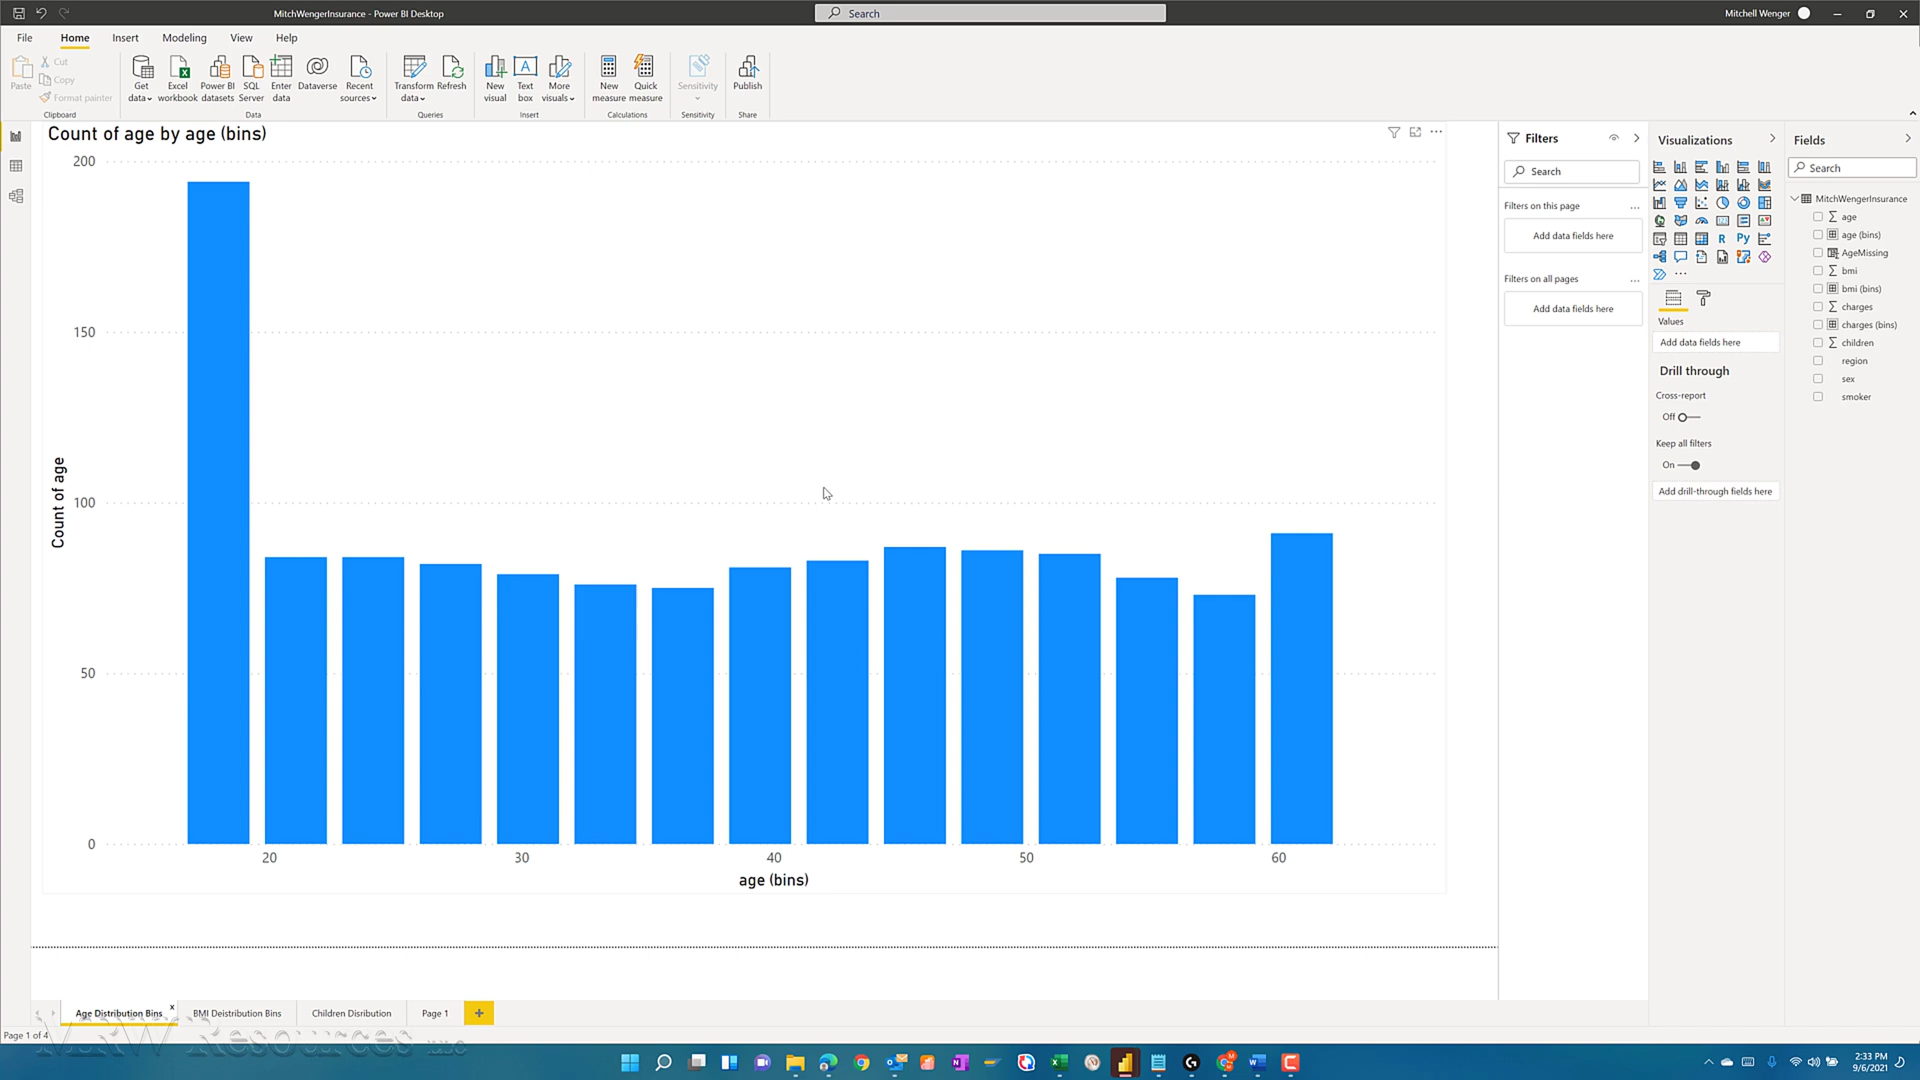 MitchWengerInsurance - Power BI Desktop
Search
Mitchell Wenger
File Home Insert Modeling View Help
Paste
Cut
Copy
Format painter
Clipboard
Get data
Excel workbook
Power BI datasets
SQL Server
Enter data
Dataverse
Recent sources
Data
Transform data
Refresh
Queries
New visual
Text box
More visuals
Insert
New measure
Quick measure
Calculations
Sensitivity
Sensitivity
Publish
Share
Count of age by age (bins)
200
150
100
50
0
Count of age
20 30 40 50 60
age (bins)
Filters
Search
Filters on this page
Add data fields here
Filters on all pages
Add data fields here
Visualizations
R Py
Values
Add data fields here
Drill through
Cross-report
Off
Keep all filters
On
Add drill-through fields here
Fields
Search
MitchWengerInsurance
age
age (bins)
AgeMissing
bmi
bmi (bins)
charges
charges (bins)
children
region
sex
smoker
Age Distribution Bins
BMI Deistribution Bins
Children Disribution
Page 1
Page 1 of 4
MRW Resources LLC
2:33 PM
9/6/2021